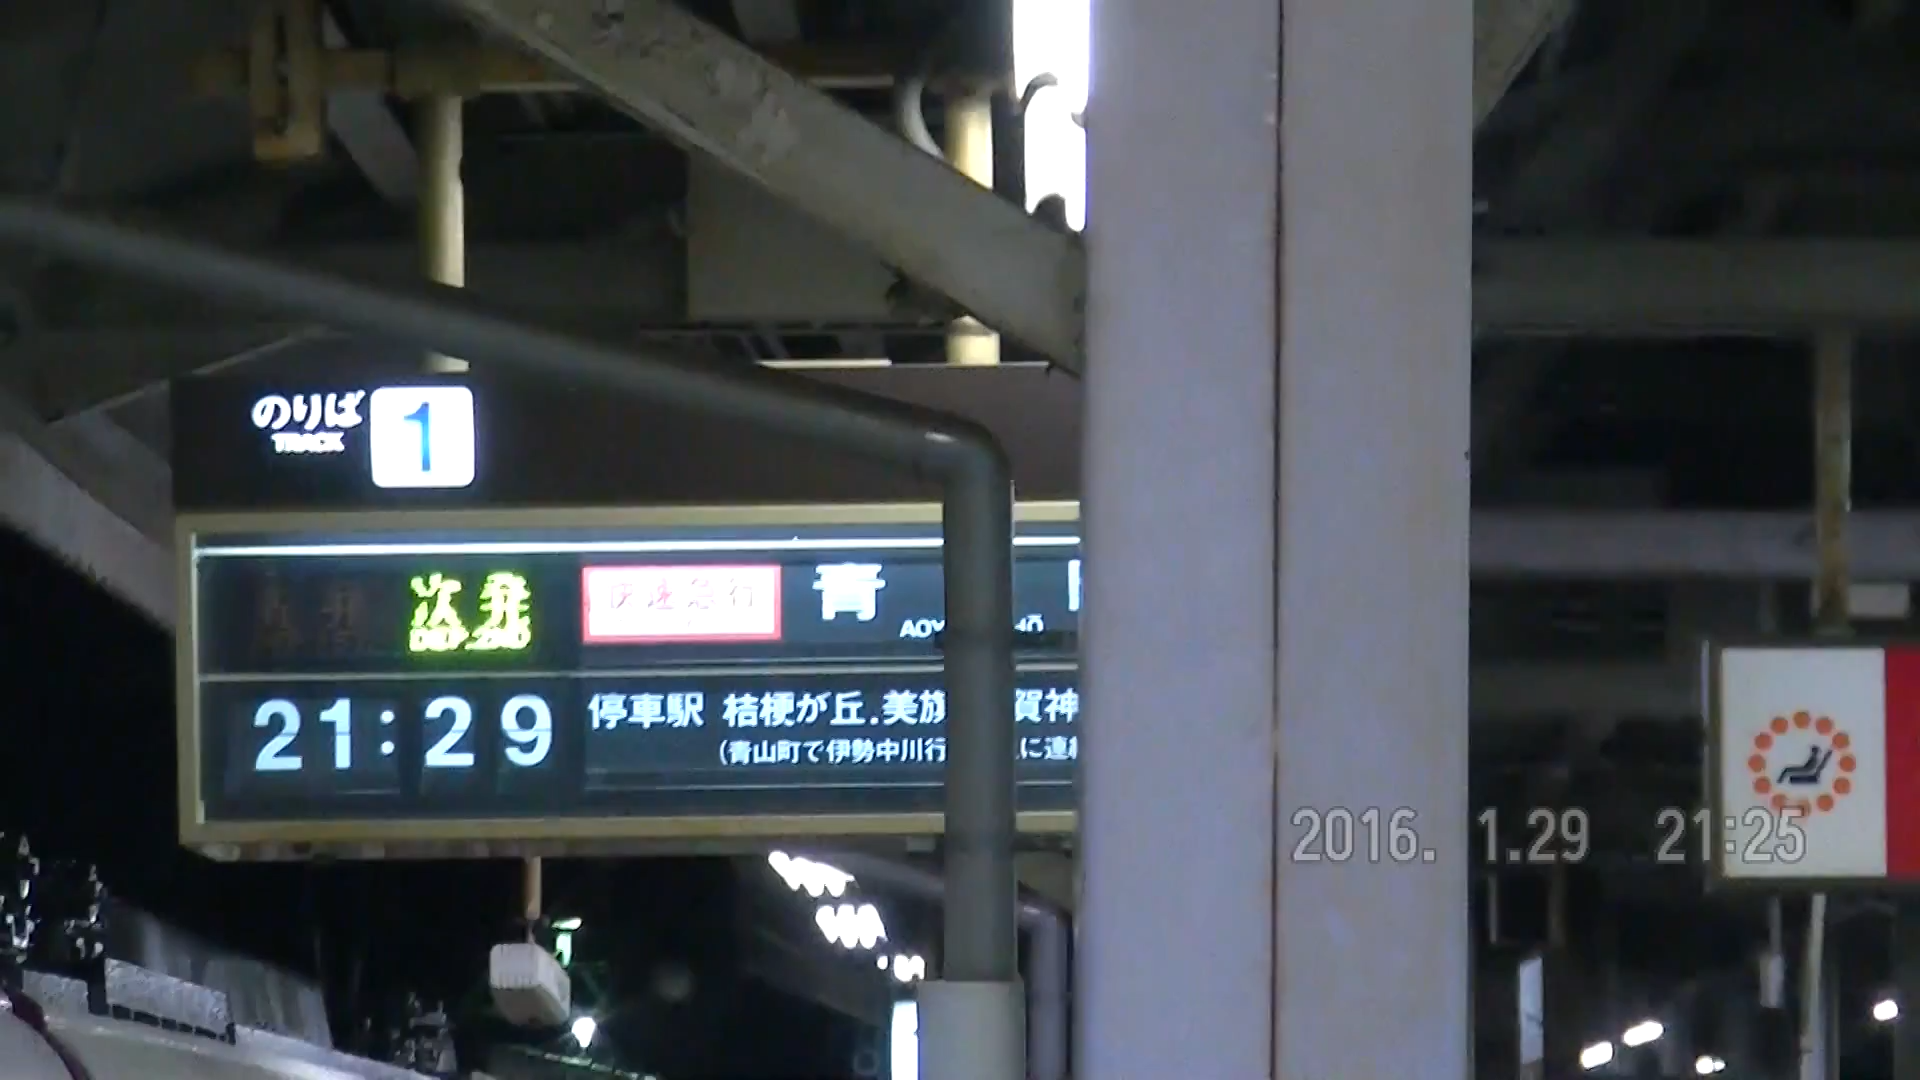 のりば 1
TRACK
次発
快速急行 青
21:29
停車駅 桔梗が丘.美旗 賀神
(青山町で伊勢中川行 に連
2016. 1.29 21:25